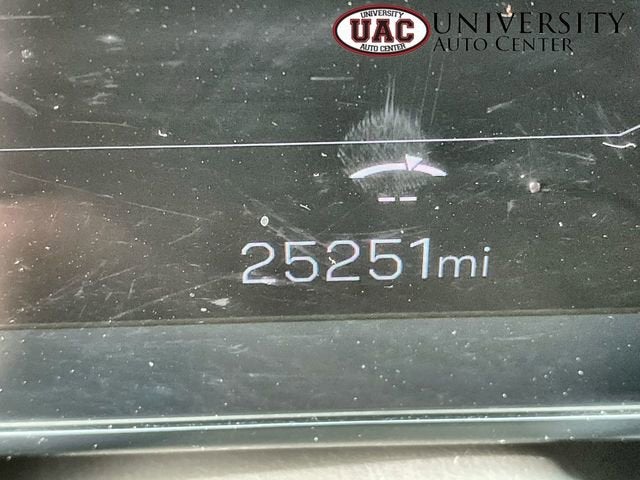 UNIVERSITY
UAC
AUTO CENTER
UNIVERSITY
AUTO CENTER
--
25251mi